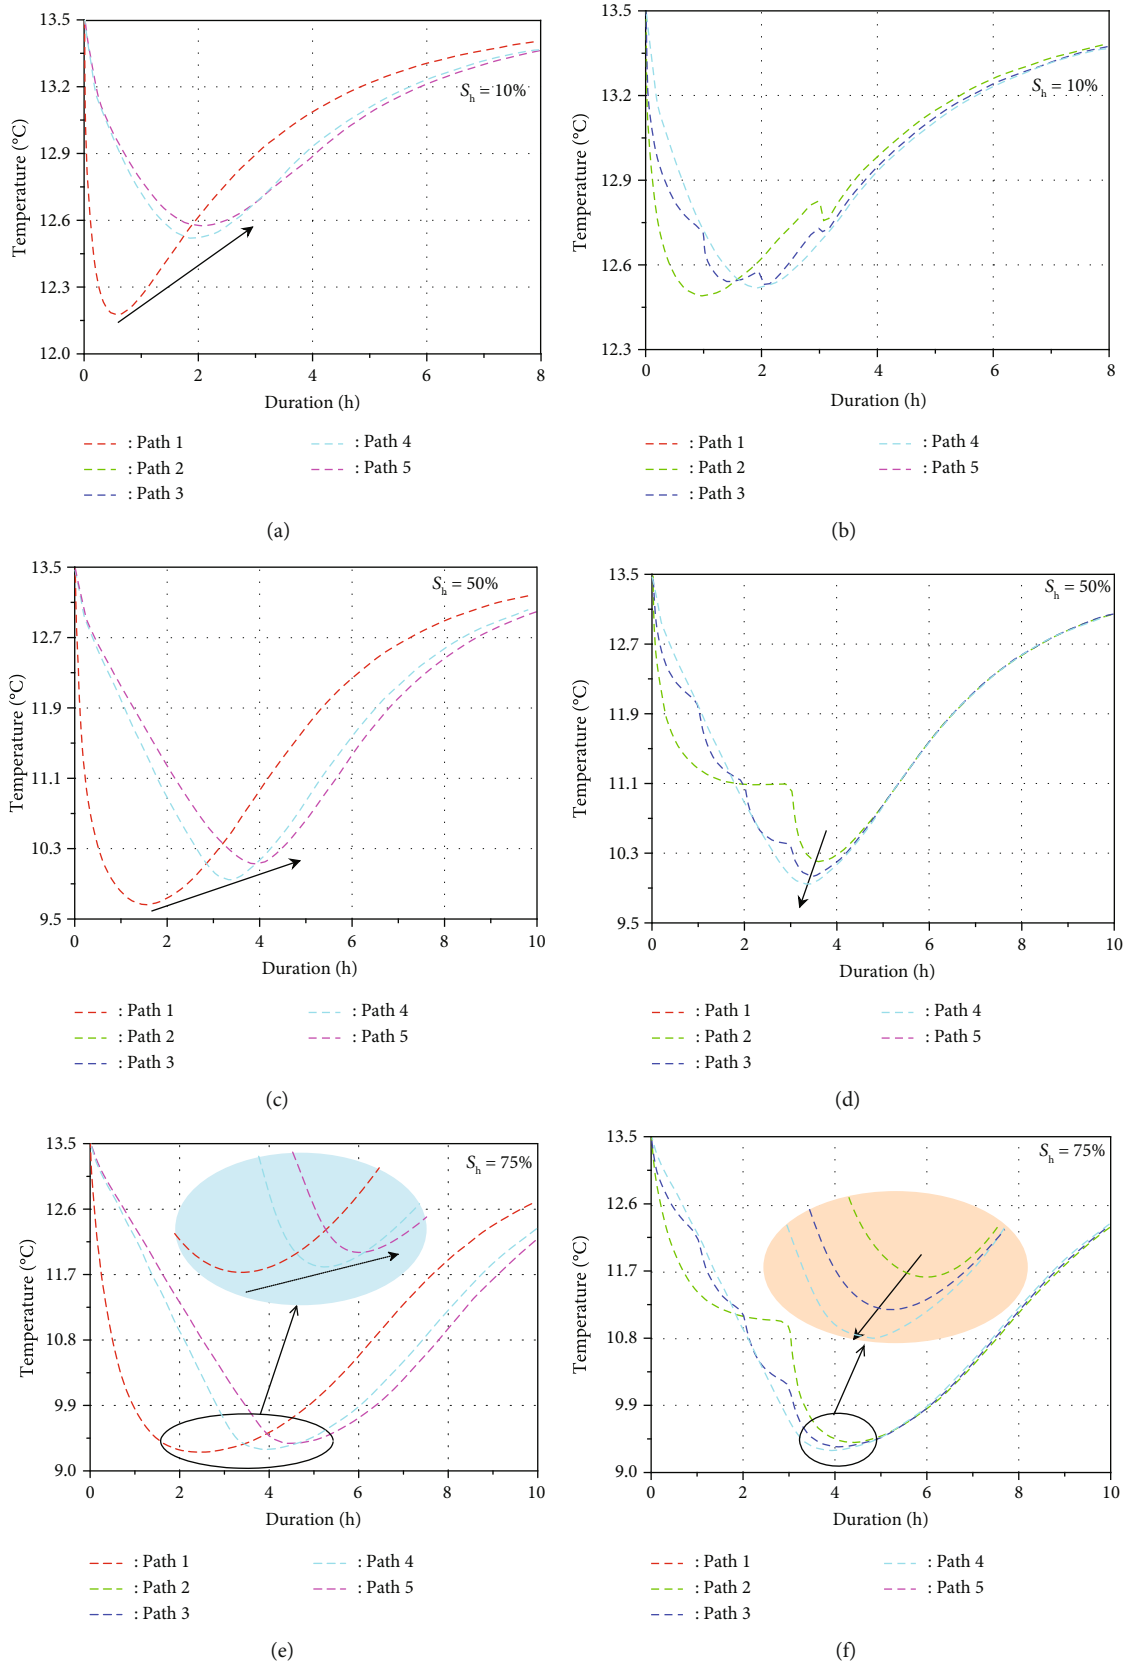 13.5
13.2
12.9
12.6
12.3
12.0
Temperature (°C)
S_h = 10%
0 2 4 6 8
Duration (h)
: Path 1 : Path 4
: Path 2 : Path 5
: Path 3
(a)
13.5
13.2
12.9
12.6
12.3
Temperature (°C)
S_h = 10%
0 2 4 6 8
Duration (h)
: Path 1 : Path 4
: Path 2 : Path 5
: Path 3
(b)
13.5
12.7
11.9
11.1
10.3
9.5
Temperature (°C)
S_h = 50%
0 2 4 6 8 10
Duration (h)
: Path 1 : Path 4
: Path 2 : Path 5
: Path 3
(c)
13.5
12.7
11.9
11.1
10.3
9.5
Temperature (°C)
S_h = 50%
0 2 4 6 8 10
Duration (h)
: Path 1 : Path 4
: Path 2 : Path 5
: Path 3
(d)
13.5
12.6
11.7
10.8
9.9
9.0
Temperature (°C)
S_h = 75%
0 2 4 6 8 10
Duration (h)
: Path 1 : Path 4
: Path 2 : Path 5
: Path 3
(e)
13.5
12.6
11.7
10.8
9.9
9.0
Temperature (°C)
S_h = 75%
0 2 4 6 8 10
Duration (h)
: Path 1 : Path 4
: Path 2 : Path 5
: Path 3
(f)